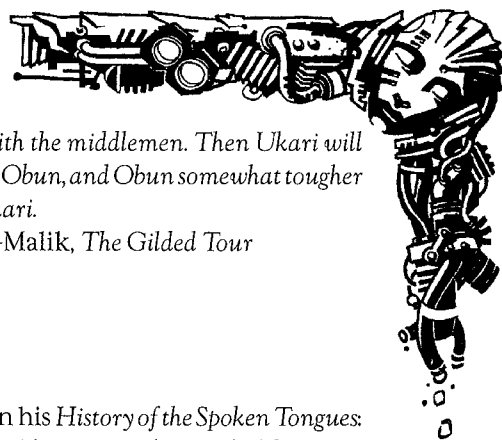 ith the middlemen. Then Ukari will
Obun, and Obun somewhat tougher
ari.
-Malik, The Gilded Tour
n his History of the Spoken Tongues: